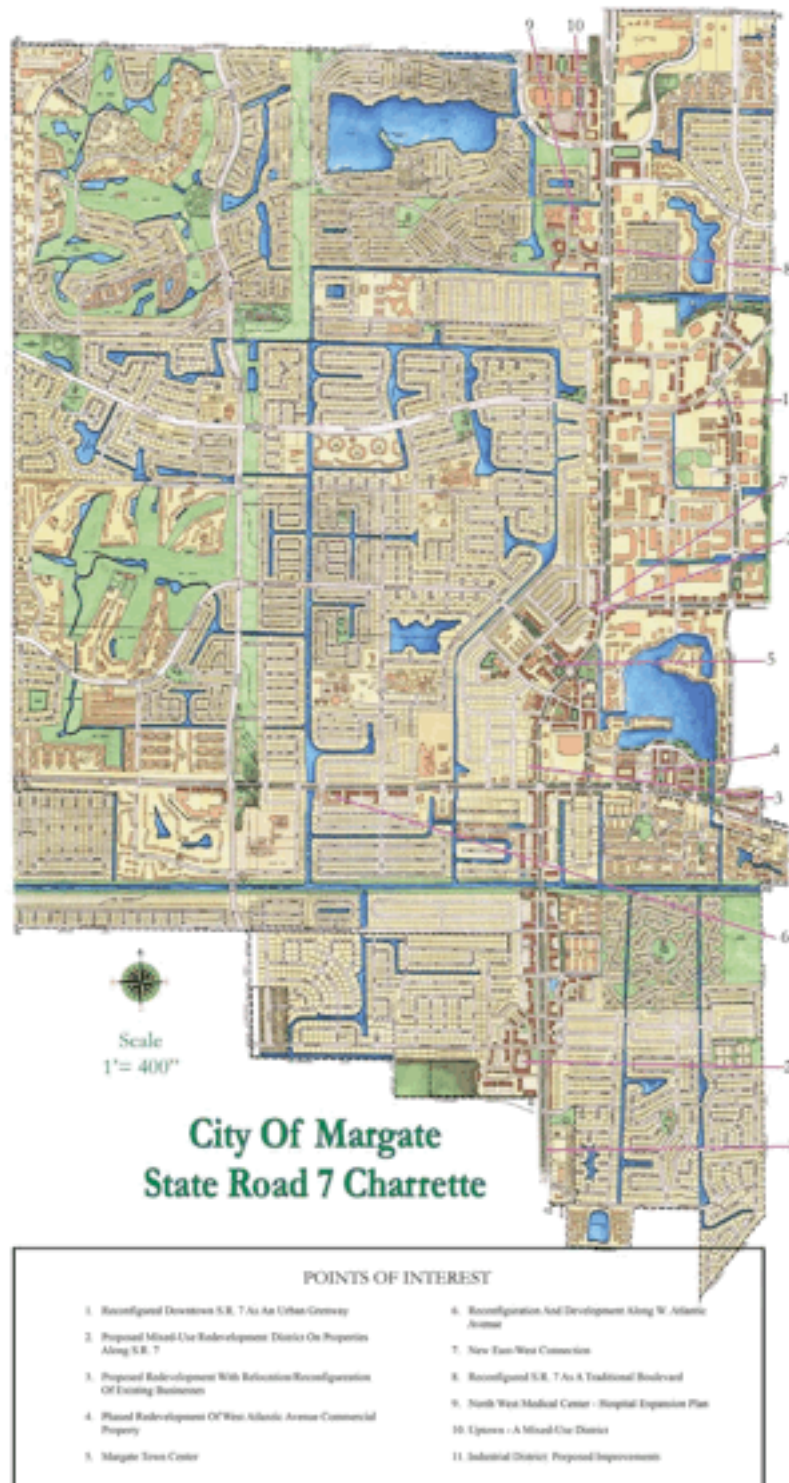 9 10
8
1
7
5
4
3
6
2
1
Scale
1'= 400"
City Of Margate
State Road 7 Charrette
POINTS OF INTEREST
1. Reconfigured Downtown S.R. 7 As An Urban Greenway
2. Proposed Mixed-Use Redevelopment District On Properties
Along S.R. 7
3. Proposed Redevelopment With Relocation/Reconfiguration
Of Existing Businesses
4. Phased Redevelopment Of West Atlantic Avenue Commercial
Property
5. Margate Town Center
6. Reconfiguration And Development Along W. Atlantic
Avenue
7. New East-West Connection
8. Reconfigured S.R. 7 As A Traditional Boulevard
9. North West Medical Center - Hospital Expansion Plan
10. Uptown : A Mixed-Use District
11. Industrial District: Proposed Improvements